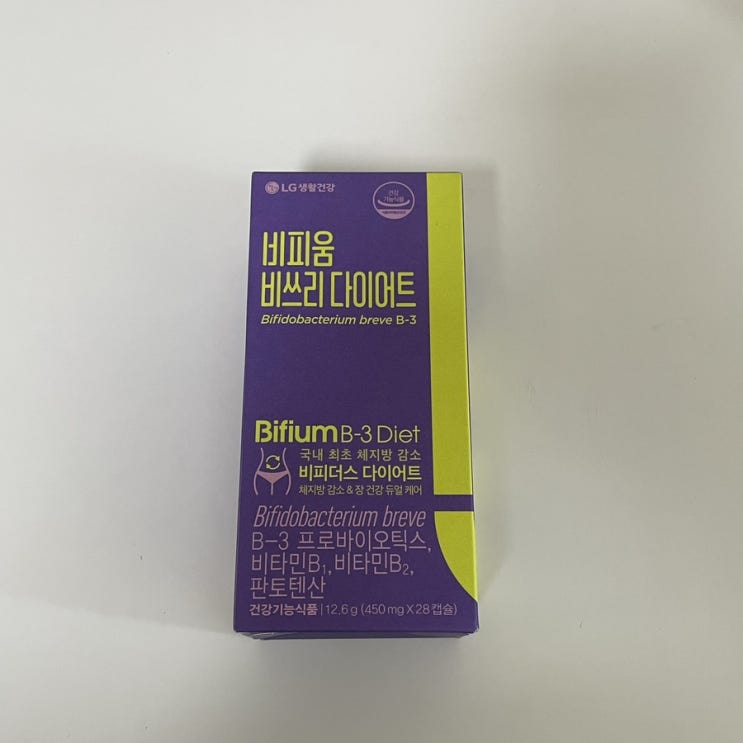 LG 생활건강
건강
기능식품
비피움
비쓰리 다이어트
Bifidobacterium breve B-3
Bifium B-3 Diet
국내 최초 체지방 감소
비피더스 다이어트
체지방 감소 & 장 건강 듀얼 케어
Bifidobacterium breve
B-3 프로바이오틱스,
비타민B₁, 비타민B₂,
판토텐산
건강기능식품 | 12.6 g (450 mg X 28 캡슐)